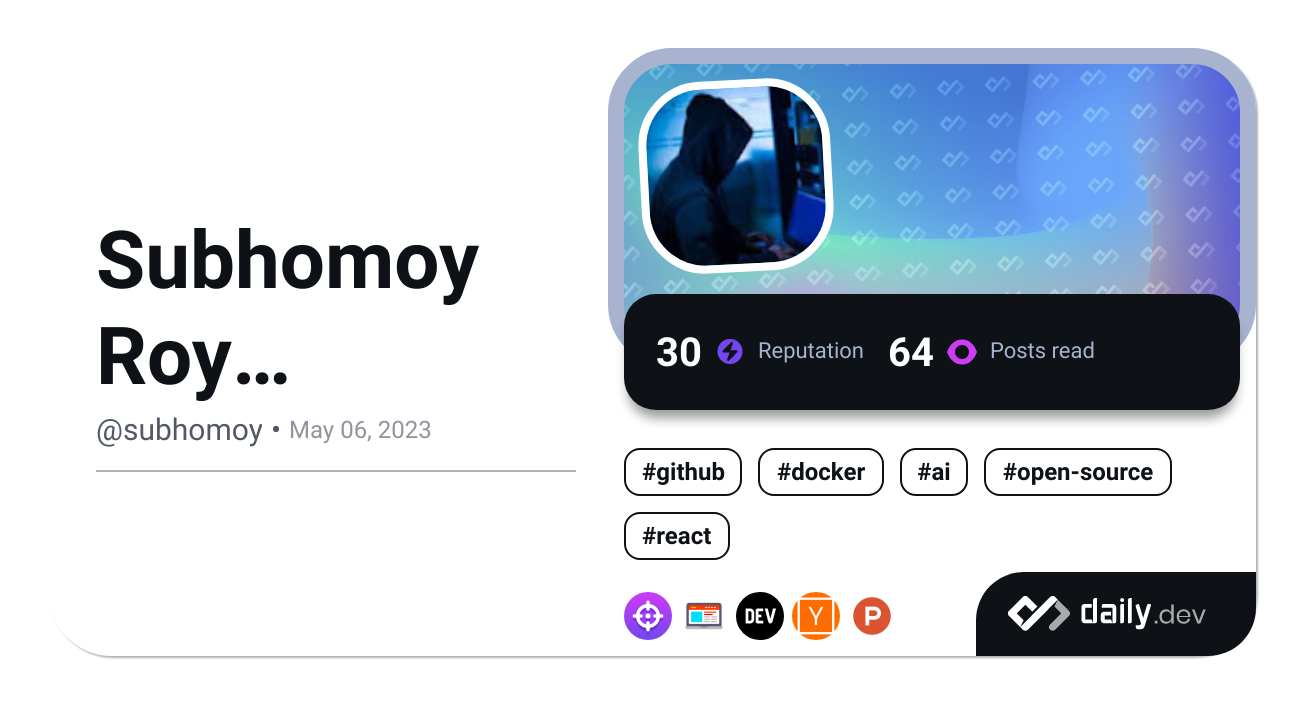 Subhomoy
Roy...
@subhomoy • May 06, 2023
30 Reputation 64 Posts read
#github #docker #ai #open-source
#react
DEV Y P
daily.dev